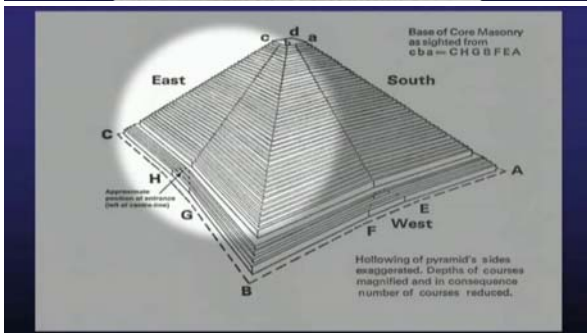 c d a
Base of Core Masonry
as sighted from
c b a = C H G B F E A
East
South
C
A
H
Approximate
position of entrance
(left of centre-line)
G
E
F
West
B
Hollowing of pyramid's sides
exaggerated. Depths of courses
magnified and in consequence
number of courses reduced.